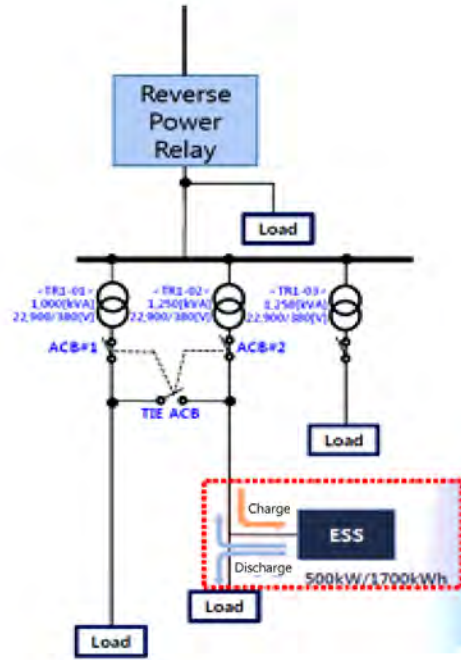 Reverse
Power
Relay
Load
<TR1-01>
1,000[kVA]
22,900/380[V]
<TR1-02>
1,250[kVA]
22,900/380[V]
<TR1-03>
1,250[kVA]
22,900/380[V]
ACB#1
ACB#2
TIE ACB
Load
Charge
ESS
Discharge
500kW/1700kWh
Load
Load